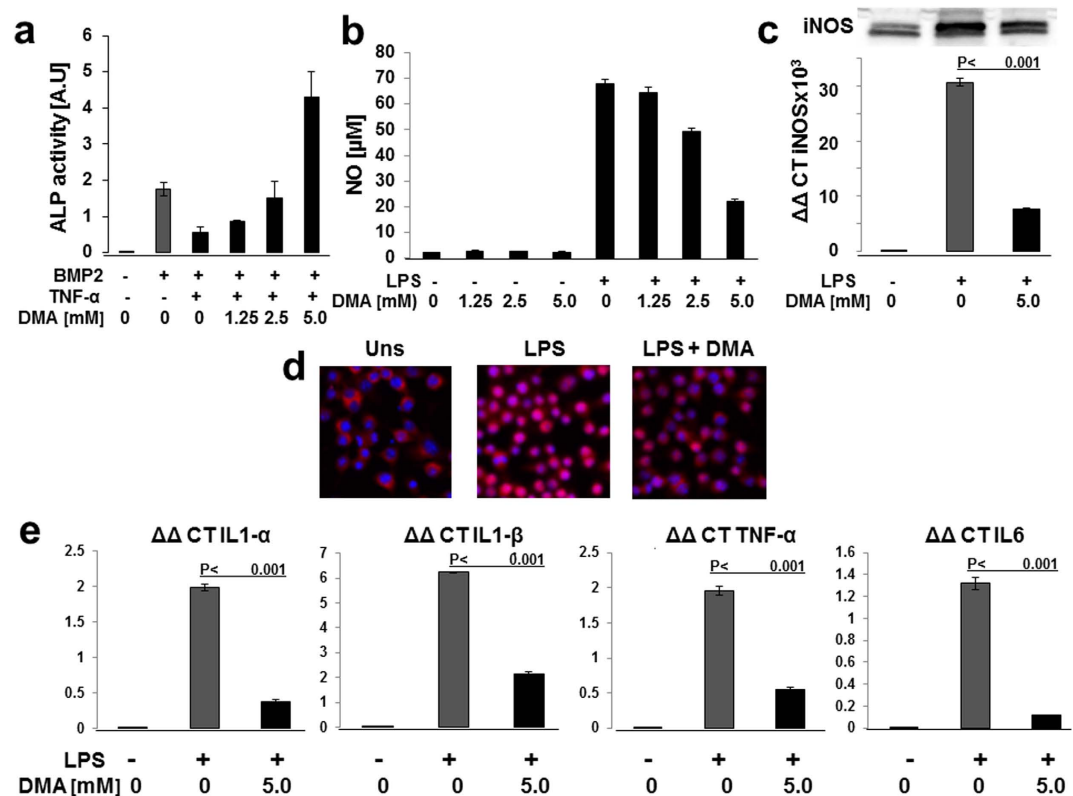 a
ALP activity [A.U]
6
5
4
3
2
1
0
BMP2 - + + + + +
TNF-α - - + + + +
DMA [mM] 0 0 0 1.25 2.5 5.0
b
NO [µM]
80
70
60
50
40
30
20
10
0
LPS + + + +
DMA (mM) 0 1.25 2.5 5.0 0 1.25 2.5 5.0
c
iNOS
ΔΔ CT iNOSx10³
P< 0.001
30
20
10
0
LPS - + +
DMA [mM] 0 0 5.0
d
Uns LPS LPS + DMA
e
ΔΔ CT IL1-α
P< 0.001
2.5
2
1.5
1
0.5
0
LPS - + +
DMA [mM] 0 0 5.0
ΔΔ CT IL1-β
P< 0.001
7
6
5
4
3
2
1
0
- + +
0 0 5.0
ΔΔ CT TNF-α
P< 0.001
2.5
2
1.5
1
0.5
0
- + +
0 0 5.0
ΔΔ CT IL6
P< 0.001
1.6
1.4
1.2
1
0.8
0.6
0.4
0.2
0
- + +
0 0 5.0